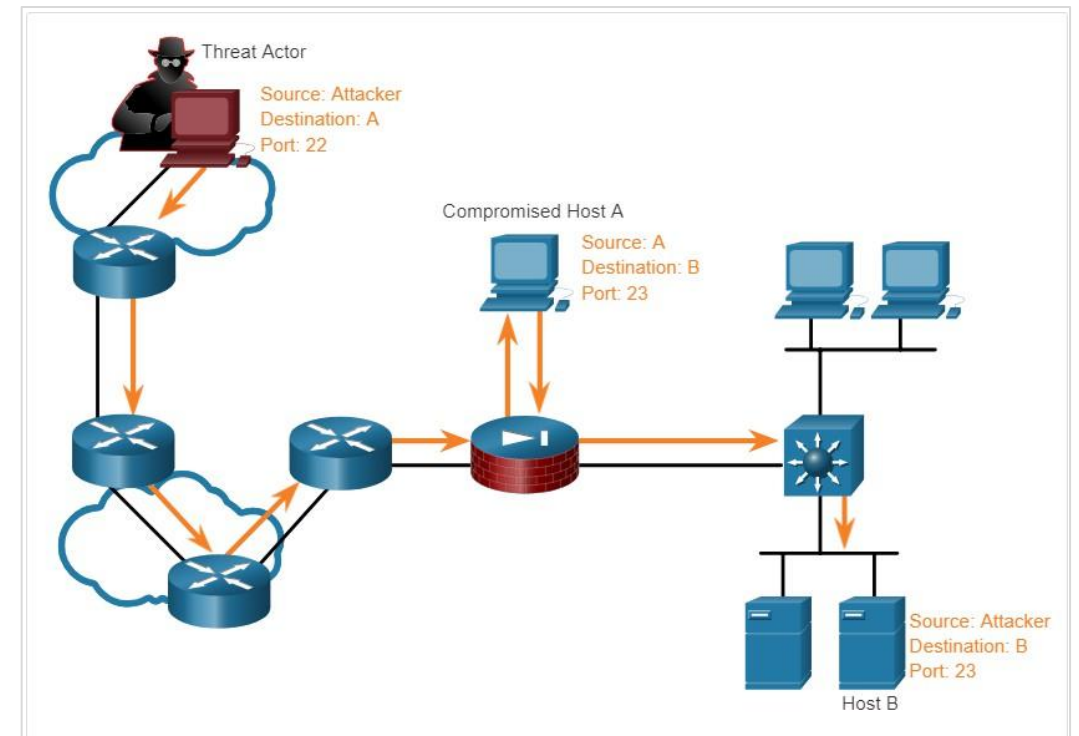 Threat Actor
Source: Attacker
Destination: A
Port: 22
Compromised Host A
Source: A
Destination: B
Port: 23
Source: Attacker
Destination: B
Port: 23
Host B